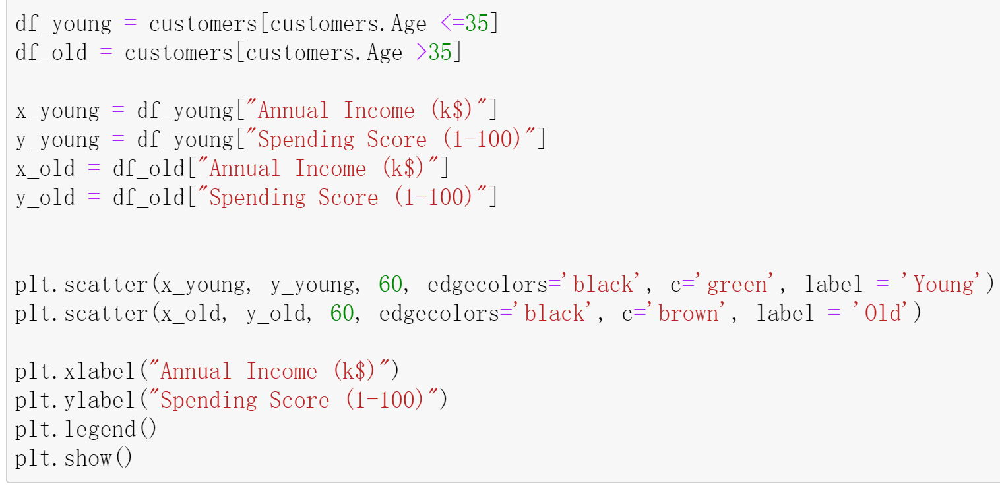 df_young = customers[customers.Age <=35]
df_old = customers[customers.Age >35]
x_young = df_young["Annual Income (k$)"]
y_young = df_young["Spending Score (1-100)"]
x_old = df_old["Annual Income (k$)"]
y_old = df_old["Spending Score (1-100)"]
plt.scatter(x_young, y_young, 60, edgecolors='black', c='green', label = 'Young')
plt.scatter(x_old, y_old, 60, edgecolors='black', c='brown', label = 'Old')
plt.xlabel("Annual Income (k$)")
plt.ylabel("Spending Score (1-100)")
plt.legend()
plt.show()